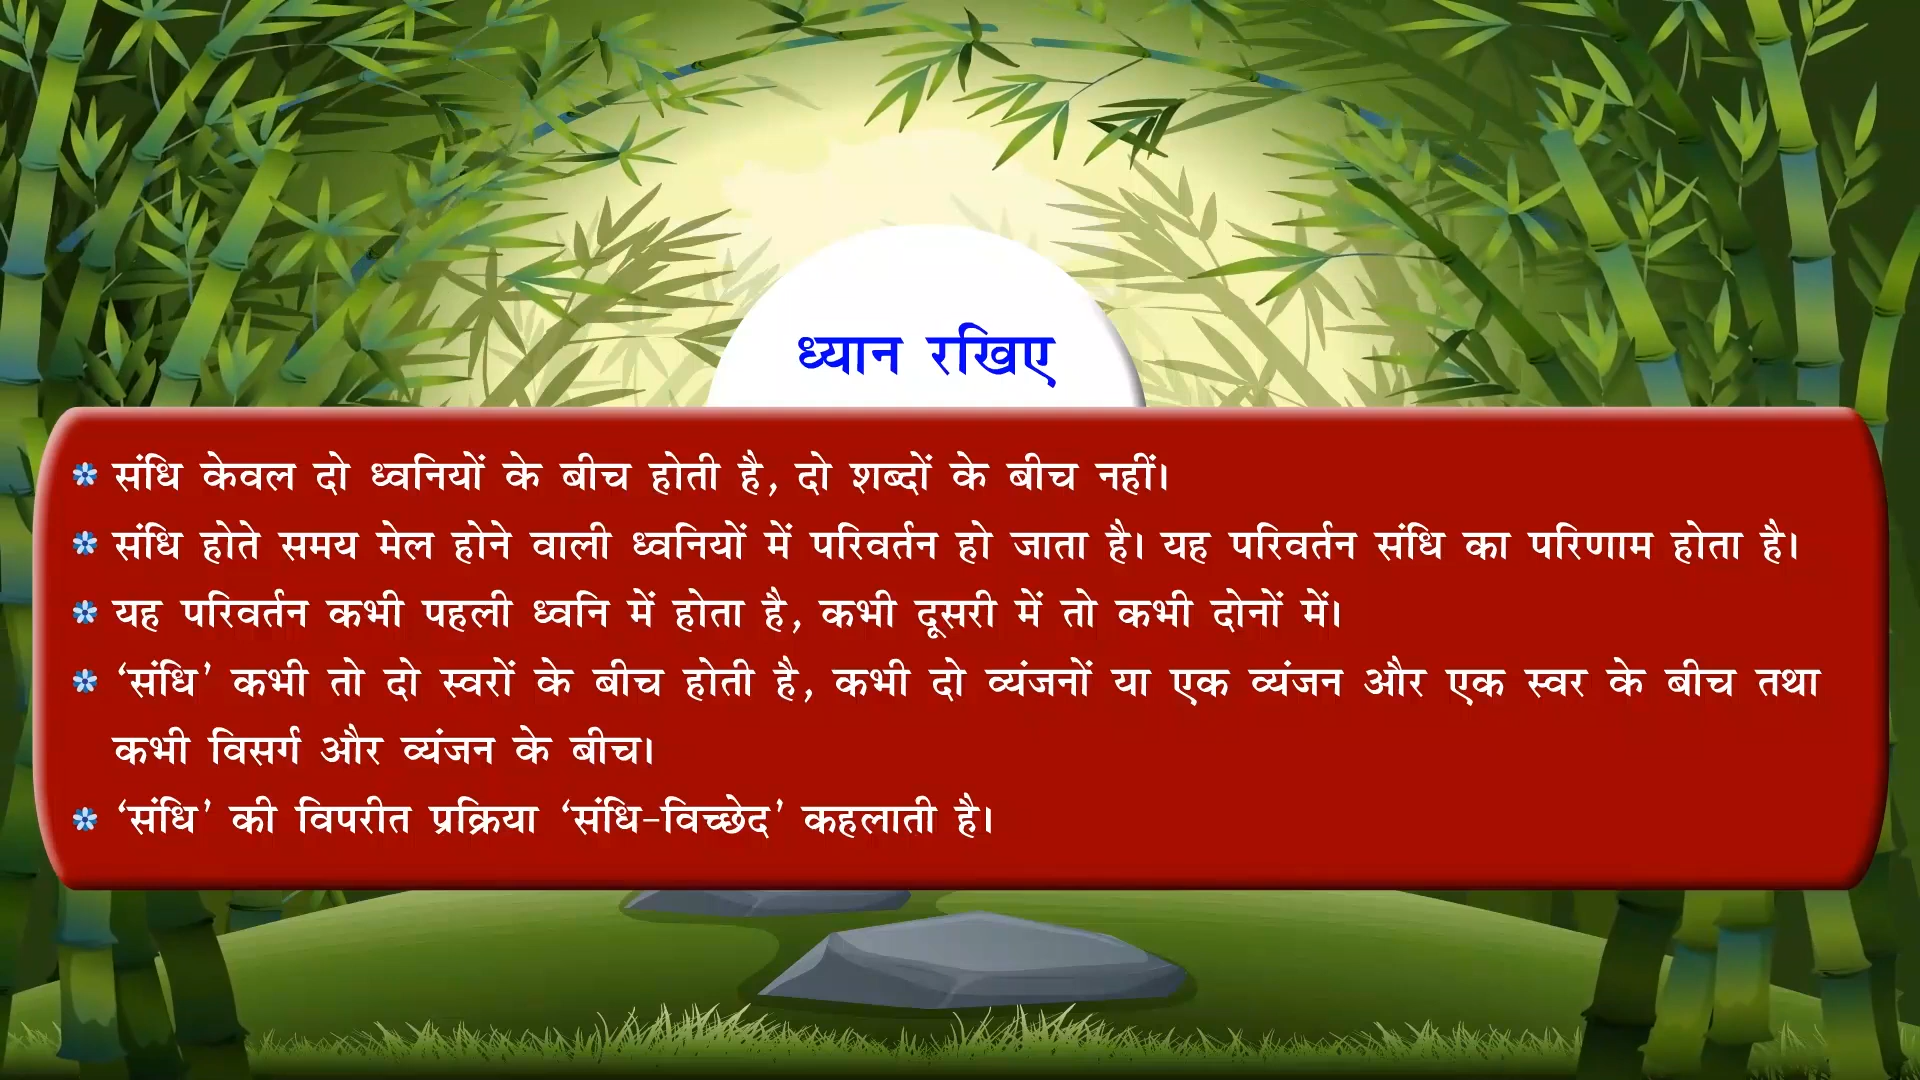 ध्यान रखिए
संधि केवल दो ध्वनियों के बीच होती है, दो शब्दों के बीच नहीं।
संधि होते समय मेल होने वाली ध्वनियों में परिवर्तन हो जाता है। यह परिवर्तन संधि का परिणाम होता है।
यह परिवर्तन कभी पहली ध्वनि में होता है, कभी दूसरी में तो कभी दोनों में।
‘संधि’ कभी तो दो स्वरों के बीच होती है, कभी दो व्यंजनों या एक व्यंजन और एक स्वर के बीच तथा
कभी विसर्ग और व्यंजन के बीच।
‘संधि’ की विपरीत प्रक्रिया ‘संधि-विच्छेद’ कहलाती है।